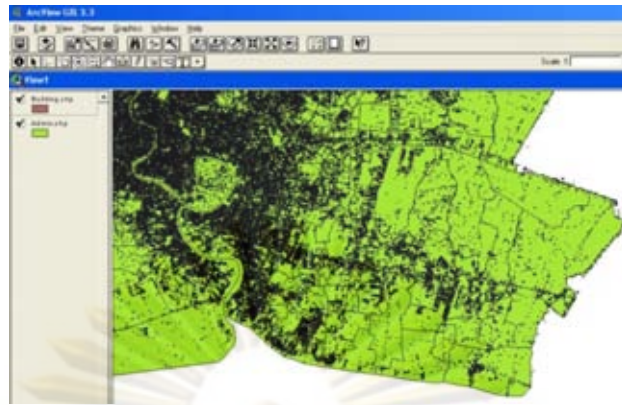 ArcView GIS 3.3
File Edit View Theme Graphics Window Help
Scale 1:
View1
Building.shp
Admin.shp